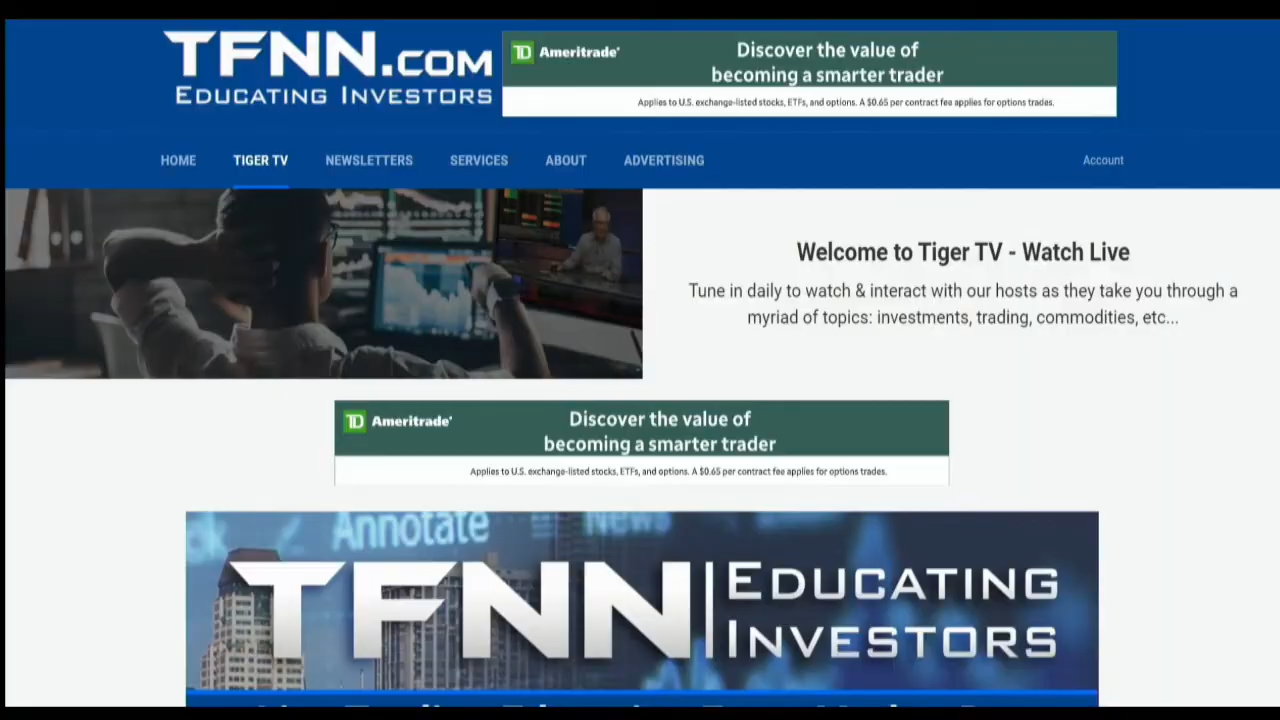 TFNN.COM
EDUCATING INVESTORS
TD Ameritrade
Discover the value of
becoming a smarter trader
Applies to U.S. exchange-listed stocks, ETFs, and options. A $0.65 per contract fee applies for options trades.
HOME TIGER TV NEWSLETTERS SERVICES ABOUT ADVERTISING Account
Welcome to Tiger TV - Watch Live
Tune in daily to watch & interact with our hosts as they take you through a
myriad of topics: investments, trading, commodities, etc...
TD Ameritrade
Discover the value of
becoming a smarter trader
Applies to U.S. exchange-listed stocks, ETFs, and options. A $0.65 per contract fee applies for options trades.
Annotate News
TFNN EDUCATING
INVESTORS